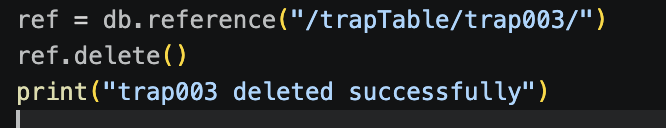 ref = db.reference("/trapTable/trap003/")
ref.delete()
print("trap003 deleted successfully")